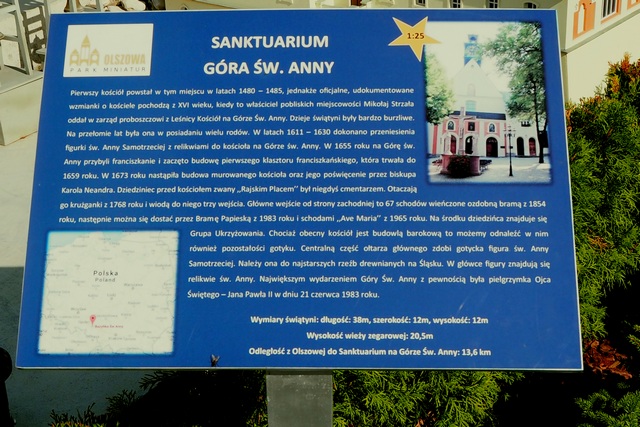 OLSZOWA
PARK MINIATUR
SANKTUARIUM
GÓRA ŚW. ANNY
1:25
Pierwszy kościół powstał w tym miejscu w latach 1480 – 1485, jednakże oficjalne, udokumentowane
wzmianki o kościele pochodzą z XVI wieku, kiedy to właściciel pobliskich miejscowości Mikołaj Strzała
oddał w zarząd proboszczowi z Leśnicy Kościół na Górze Św. Anny. Dzieje świątyni były bardzo burzliwe.
Na przełomie lat była ona w posiadaniu wielu rodów. W latach 1611 – 1630 dokonano przeniesienia
figurki św. Anny Samotrzeciej z relikwiami do kościoła na Górze św. Anny. W 1655 roku na Górę św.
Anny przybyli franciszkanie i zaczęto budowę pierwszego klasztoru franciszkańskiego, która trwała do
1659 roku. W 1673 roku nastąpiła budowa murowanego kościoła oraz jego poświęcenie przez biskupa
Karola Neandra. Dziedziniec przed kościołem zwany „Rajskim Placem” był niegdyś cmentarzem. Otaczają
go krużganki z 1768 roku i wiodą do niego trzy wejścia. Główne wejście od strony zachodniej to 67 schodów wieńczone ozdobną bramą z 1854
roku, następnie można się dostać przez Bramę Papieską z 1983 roku i schodami „Ave Maria” z 1965 roku. Na środku dziedzińca znajduje się
Grupa Ukrzyżowania. Chociaż obecny kościół jest budowlą barokową to możemy odnaleźć w nim
również pozostałości gotyku. Centralną część ołtarza głównego zdobi gotycka figura św. Anny
Samotrzeciej. Należy ona do najstarszych rzeźb drewnianych na Śląsku. W główce figury znajdują się
relikwie św. Anny. Największym wydarzeniem Góry Św. Anny z pewnością była pielgrzymka Ojca
Świętego – Jana Pawła II w dniu 21 czerwca 1983 roku.
Polska
Poland
Wymiary świątyni: długość: 38m, szerokość: 12m, wysokość: 12m
Wysokość wieży zegarowej: 20,5m
Odległość z Olszowej do Sanktuarium na Górze Św. Anny: 13,6 km